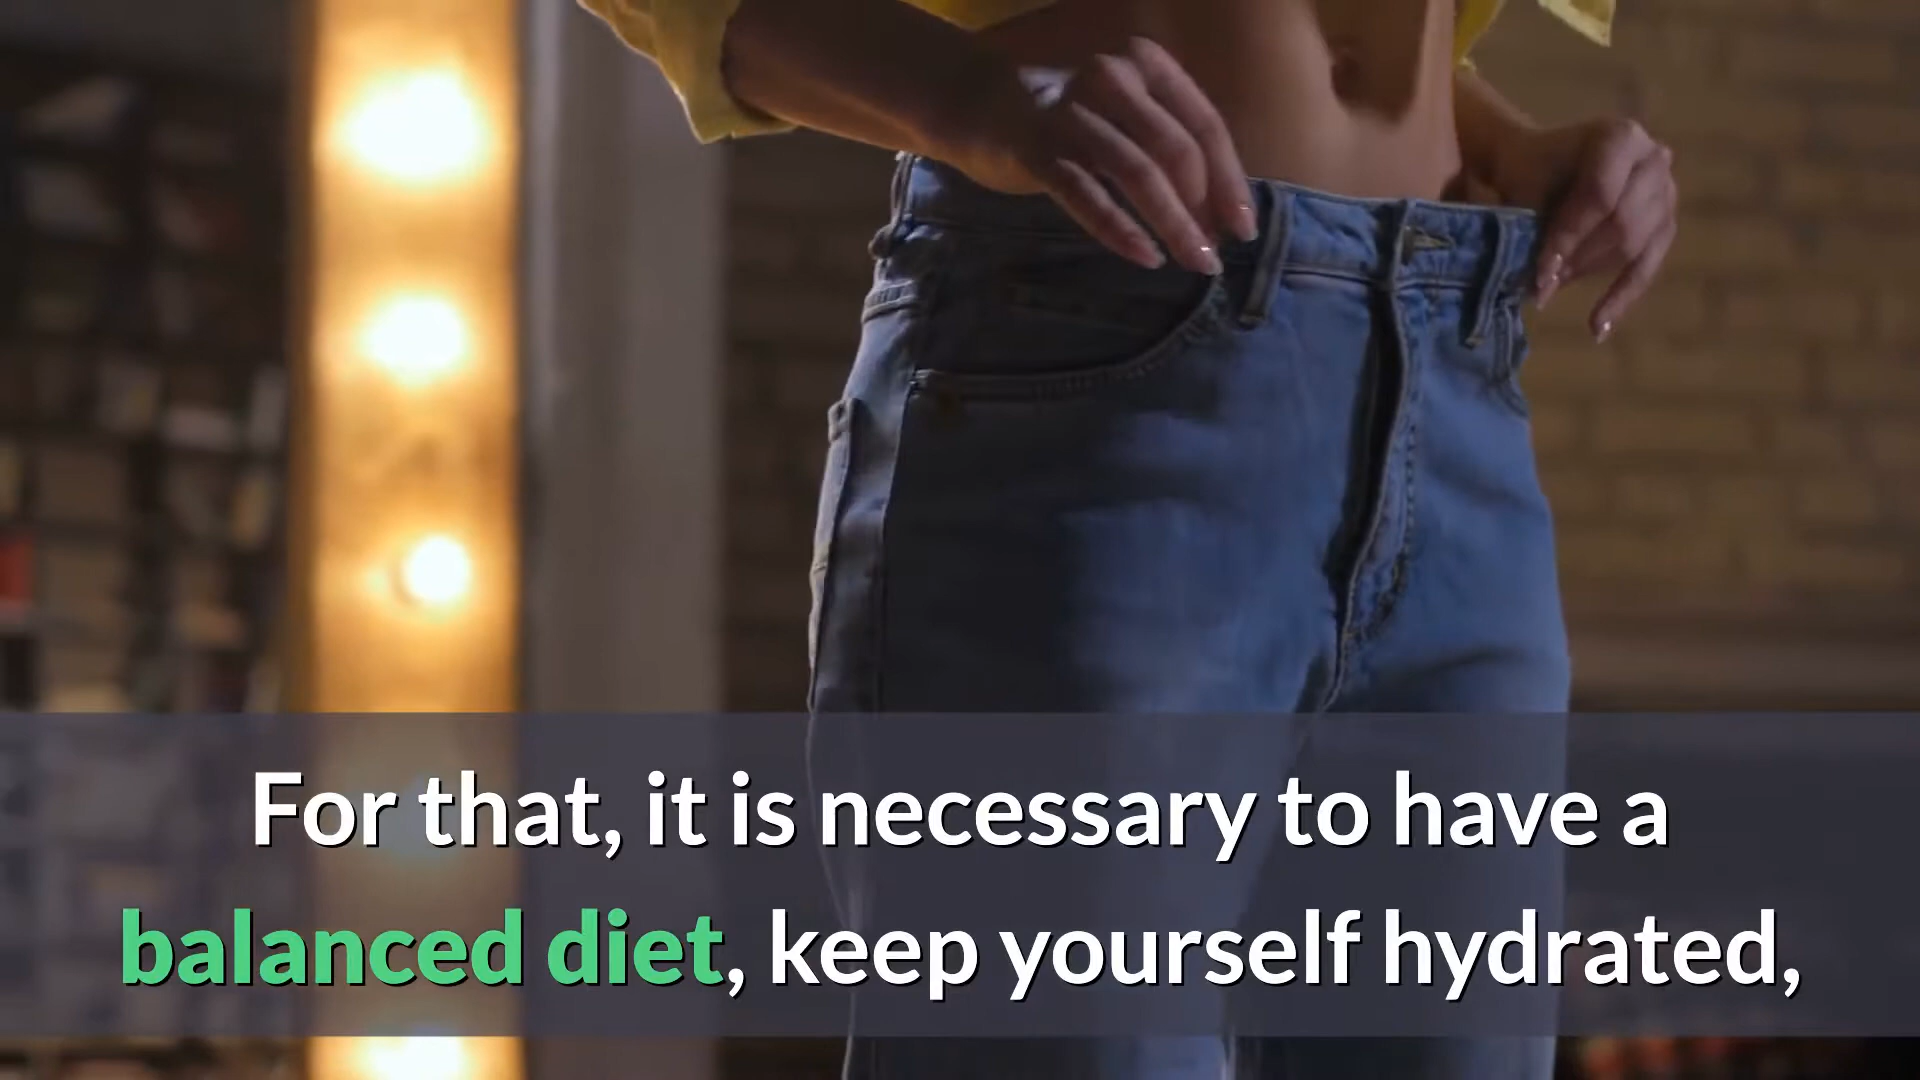 For that, it is necessary to have a
balanced diet, keep yourself hydrated,